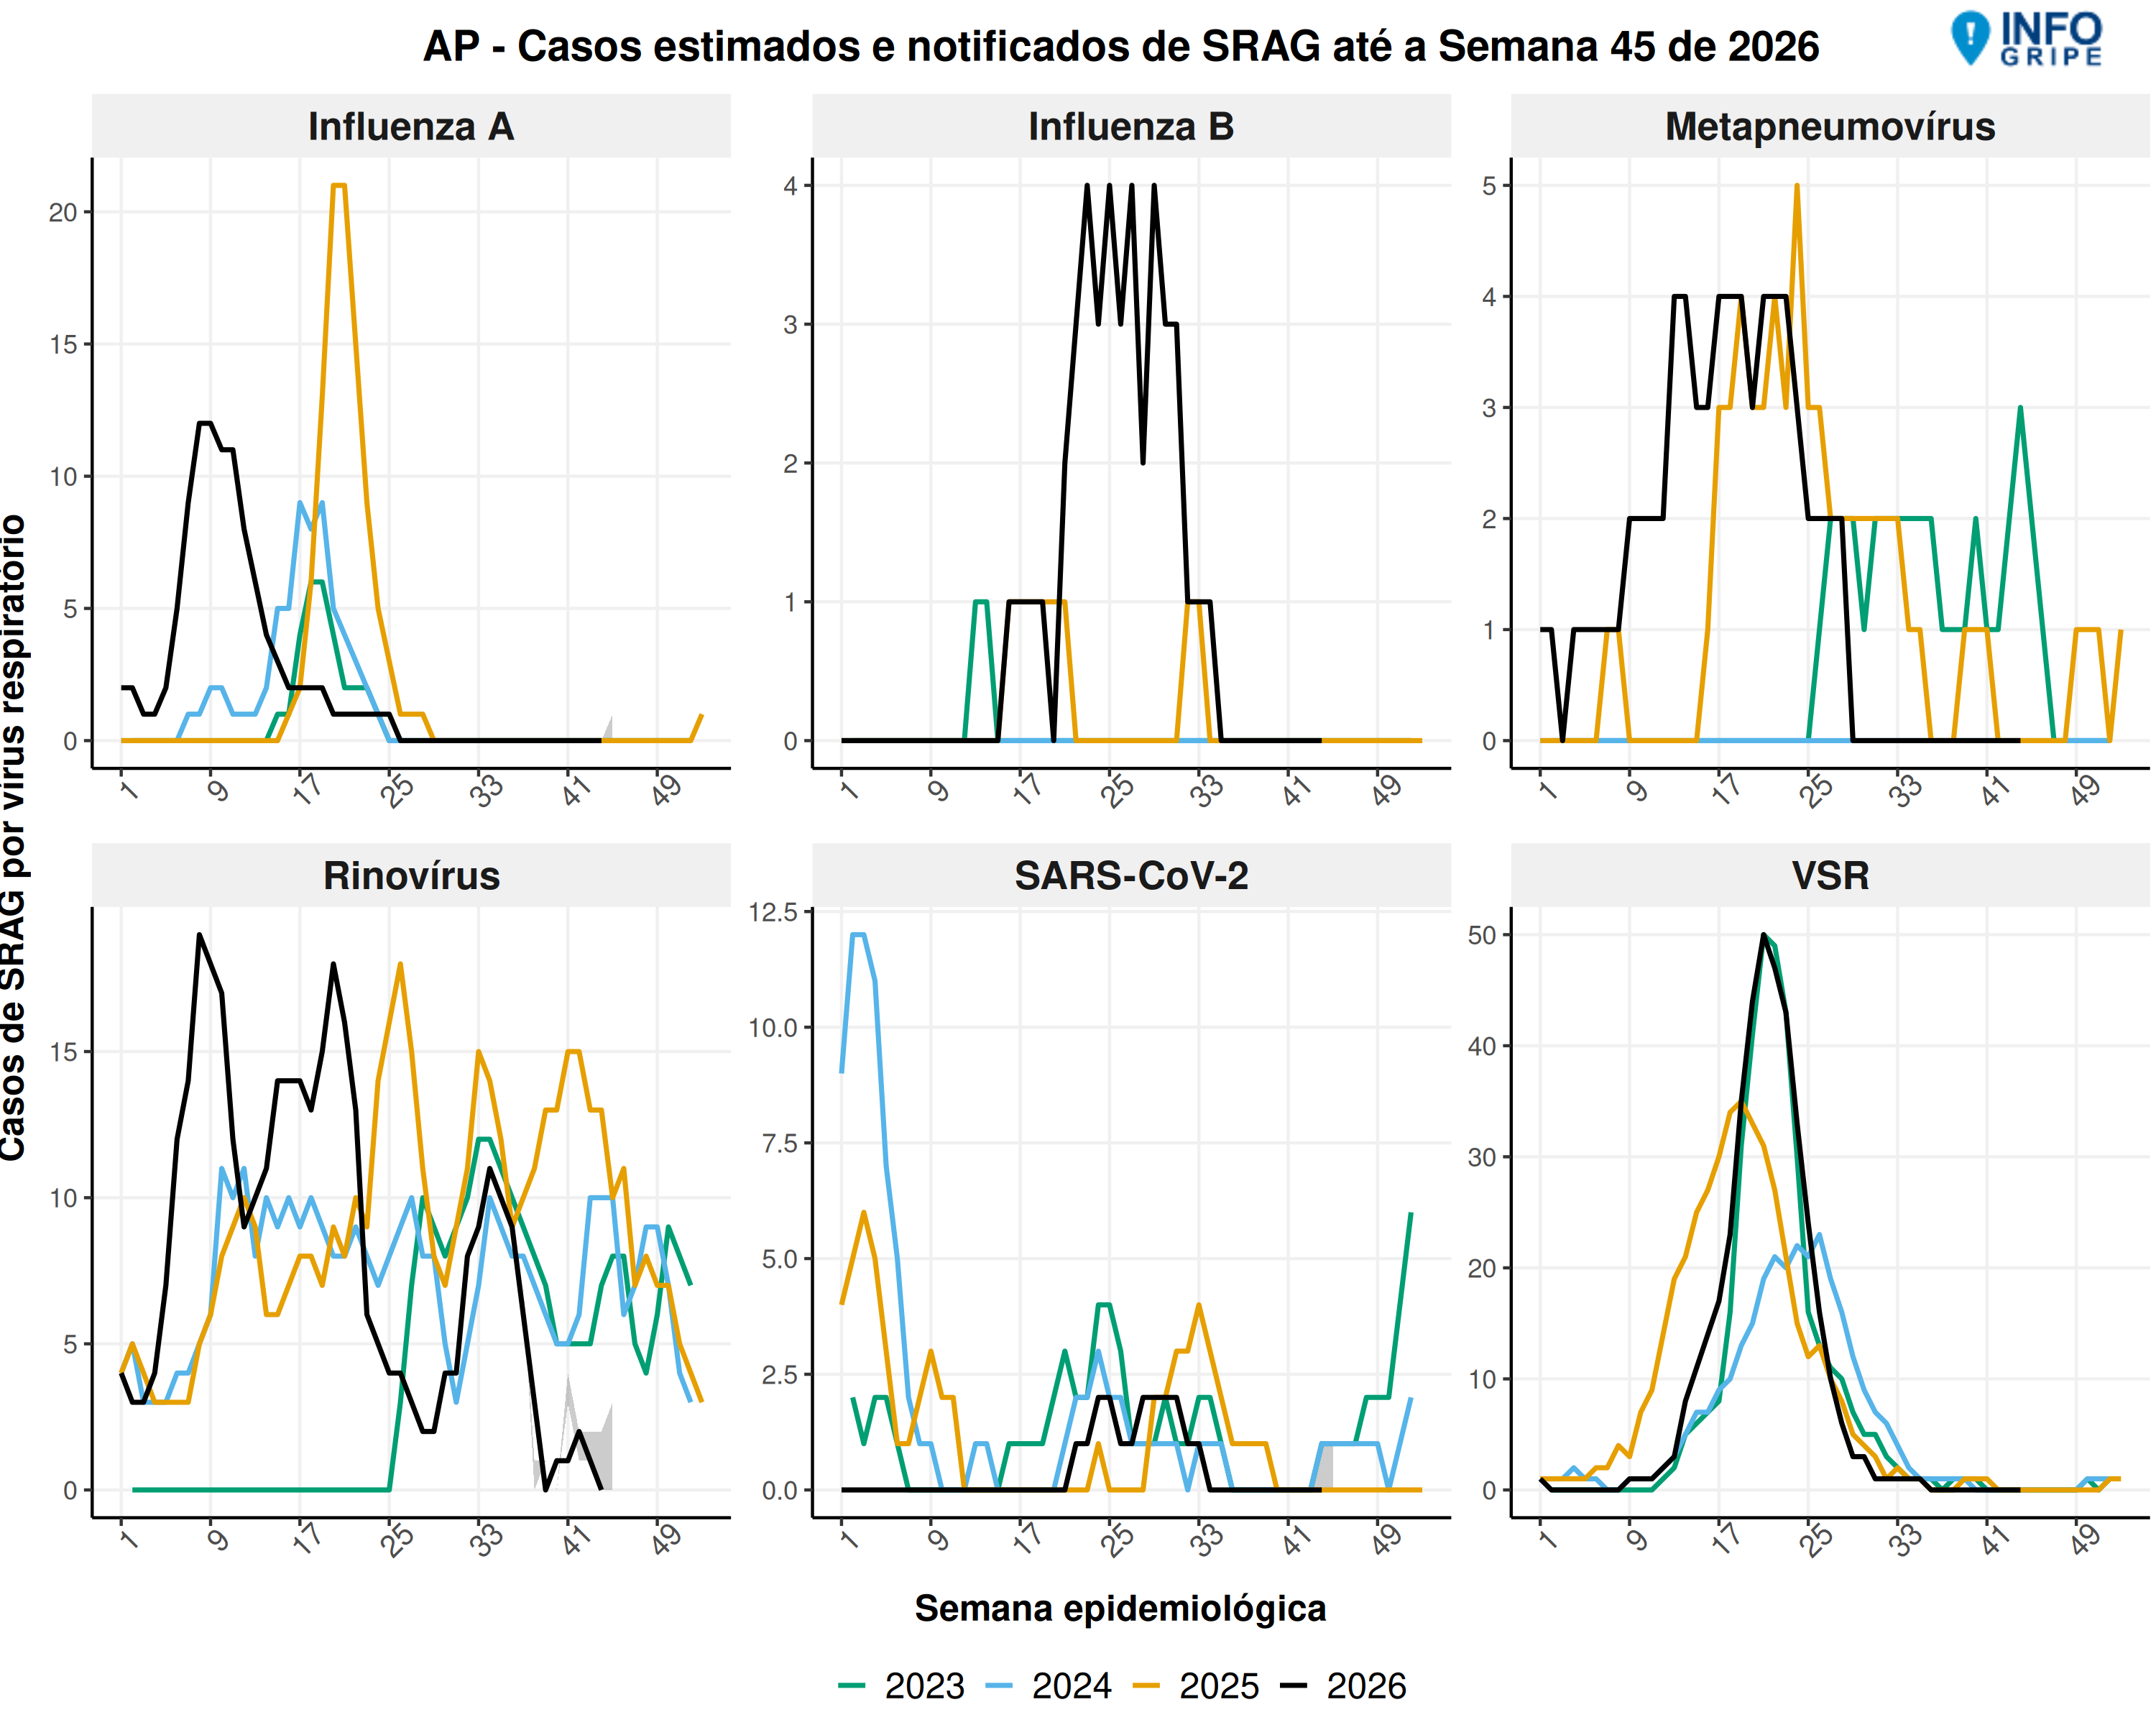 AP - Casos estimados e notificados de SRAG até a Semana 45 de 2026
INFO
GRIPE
Casos de SRAG por vírus respiratório
Influenza A
20
15
10
5
0
1 9 17 25 33 41 49
Influenza B
4
3
2
1
0
1 9 17 25 33 41 49
Metapneumovírus
5
4
3
2
1
0
1 9 17 25 33 41 49
Rinovírus
15
10
5
0
1 9 17 25 33 41 49
SARS-CoV-2
12.5
10.0
7.5
5.0
2.5
0.0
1 9 17 25 33 41 49
VSR
50
40
30
20
10
0
1 9 17 25 33 41 49
Semana epidemiológica
2023 2024 2025 2026